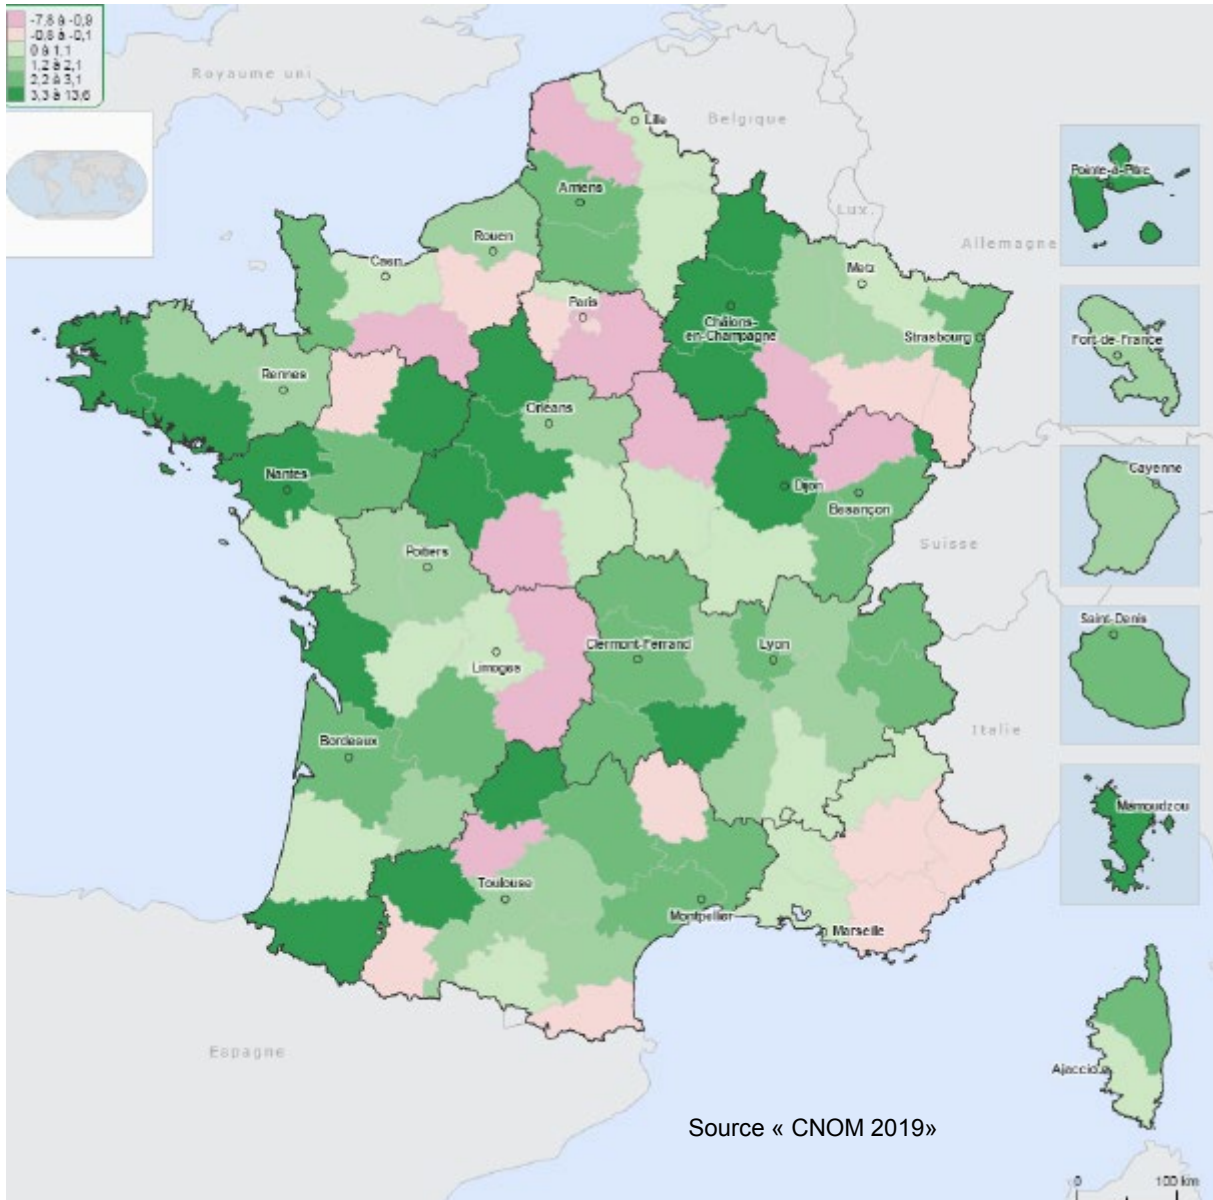 -7,6 à -0,9
-0,8 à -0,1
0 à 1,1
1,2 à 2,1
2,2 à 3,1
3,3 à 13,6
Royaume uni
Lille
Belgique
Pointe-à-Pitre
Amiens
Lux.
Rouen
Allemagne
Caen
Metz
Paris
Châlons-
en-Champagne
Strasbourg
Fort-de-France
Rennes
Orléans
Nantes
Dijon
Cayenne
Besançon
Poitiers
Suisse
Saint-Denis
Clermont-Ferrand
Lyon
Limoges
Italie
Bordeaux
Mamoudzou
Toulouse
Montpellier
Marseille
Espagne
Ajaccio
Source « CNOM 2019»
0 100 km